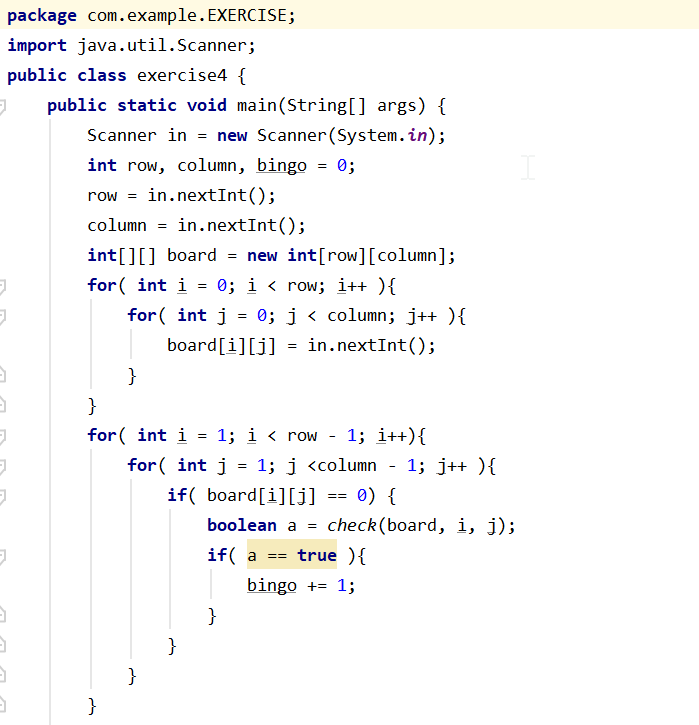 package com.example.EXERCISE;
import java.util.Scanner;
public class exercise4 {
    public static void main(String[] args) {
        Scanner in = new Scanner(System.in);
        int row, column, bingo = 0;
        row = in.nextInt();
        column = in.nextInt();
        int[][] board = new int[row][column];
        for( int i = 0; i < row; i++ ){
            for( int j = 0; j < column; j++ ){
                board[i][j] = in.nextInt();
            }
        }
        for( int i = 1; i < row - 1; i++){
            for( int j = 1; j <column - 1; j++ ){
                if( board[i][j] == 0) {
                    boolean a = check(board, i, j);
                    if( a == true ){
                        bingo += 1;
                    }
                }
            }
        }